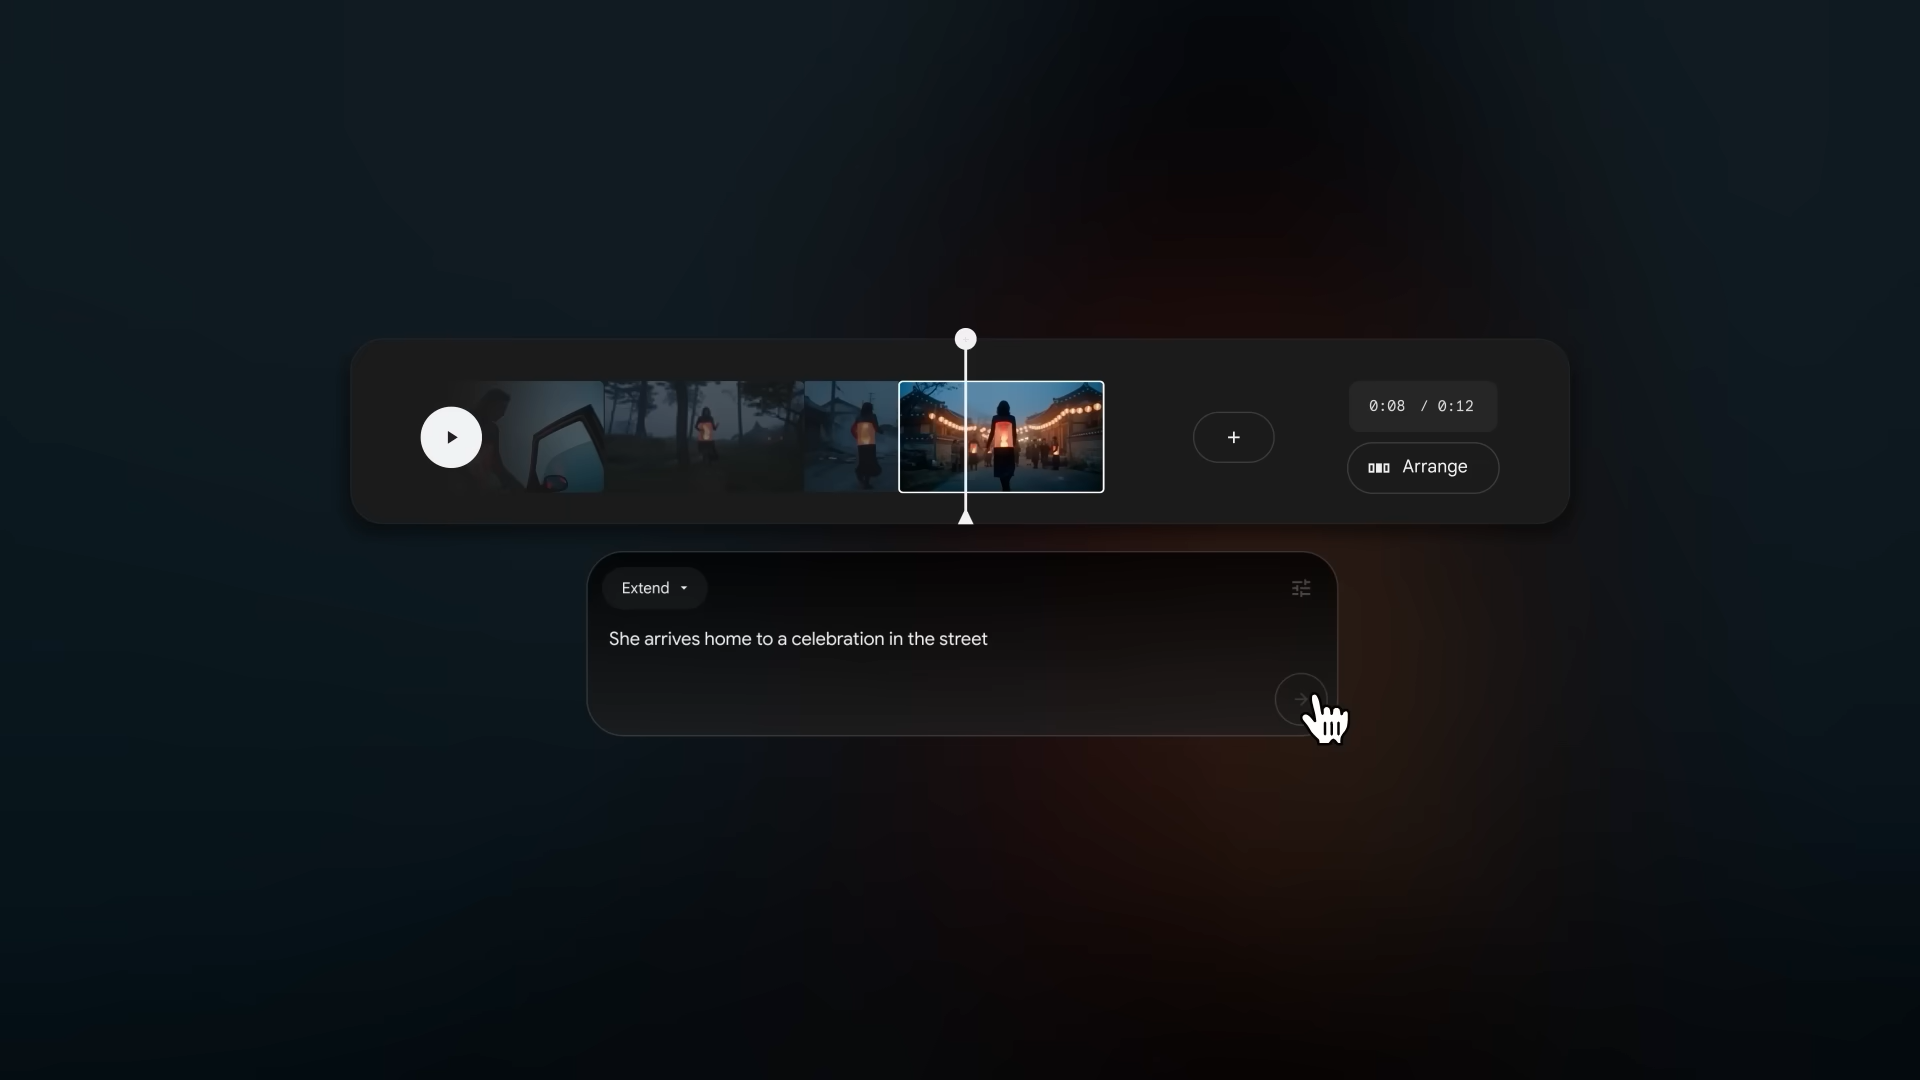 0:08 / 0:12
Arrange
Extend
She arrives home to a celebration in the street